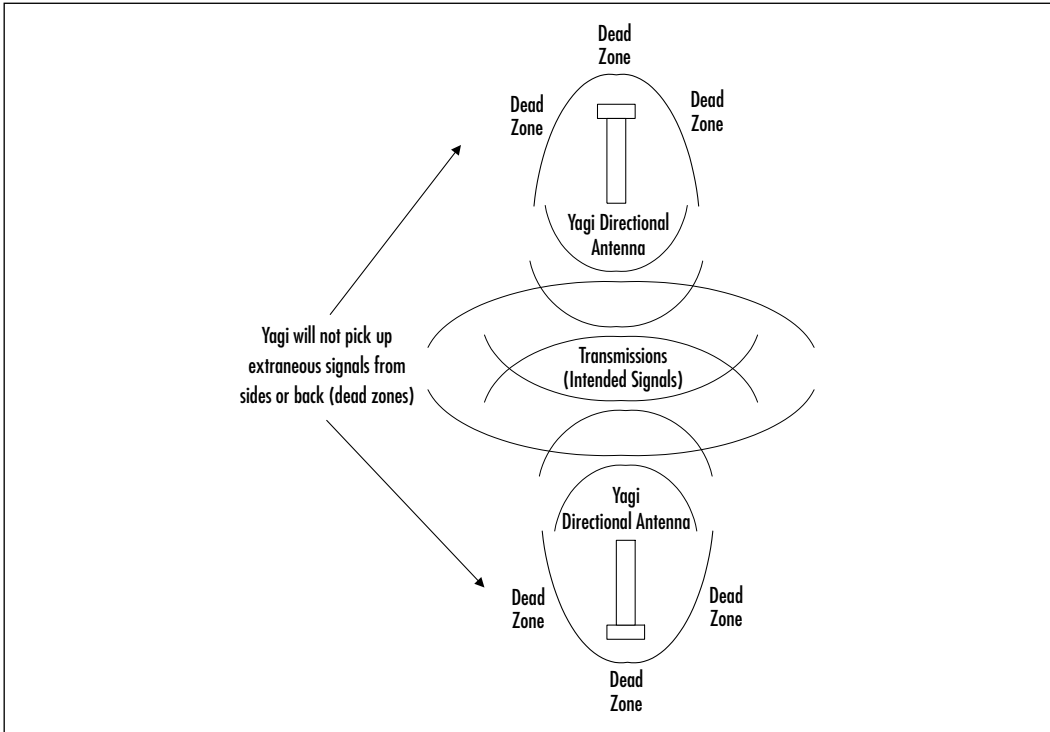 Dead
Zone
Dead
Zone
Dead
Zone
Yagi Directional
Antenna
Yagi will not pick up
extraneous signals from
sides or back (dead zones)
Transmissions
(Intended Signals)
Yagi
Directional Antenna
Dead
Zone
Dead
Zone
Dead
Zone